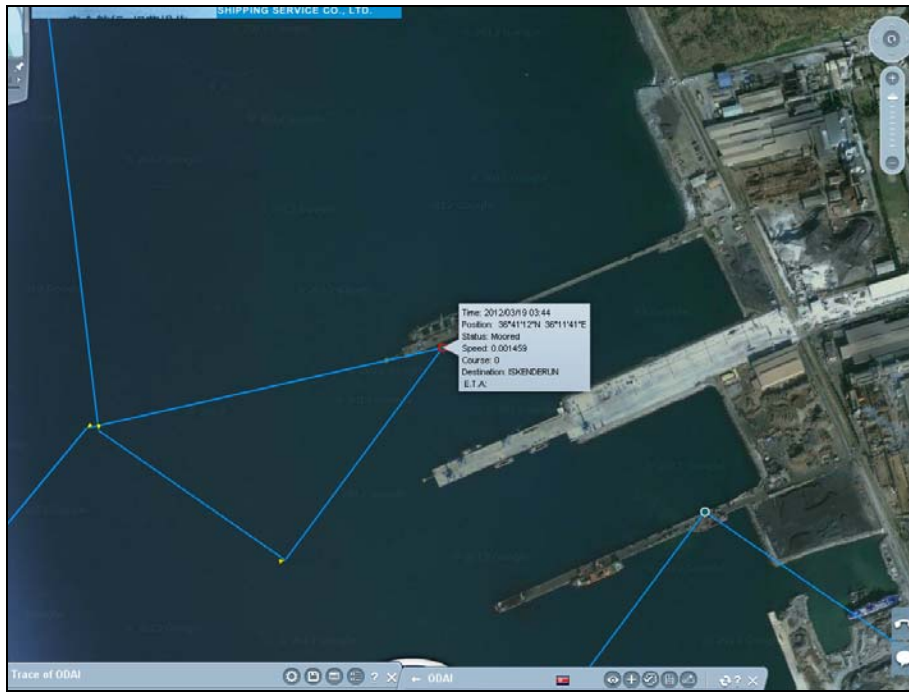 SHIPPING SERVICE CO., LTD.
Time: 2012/03/19 03:44
Position: 36°41'12"N 36°11'41"E
Status: Moored
Speed: 0.001459
Course: 0
Destination: ISKENDERUN
E.T.A:
Trace of ODAI
? ×
← ODAI
? ×